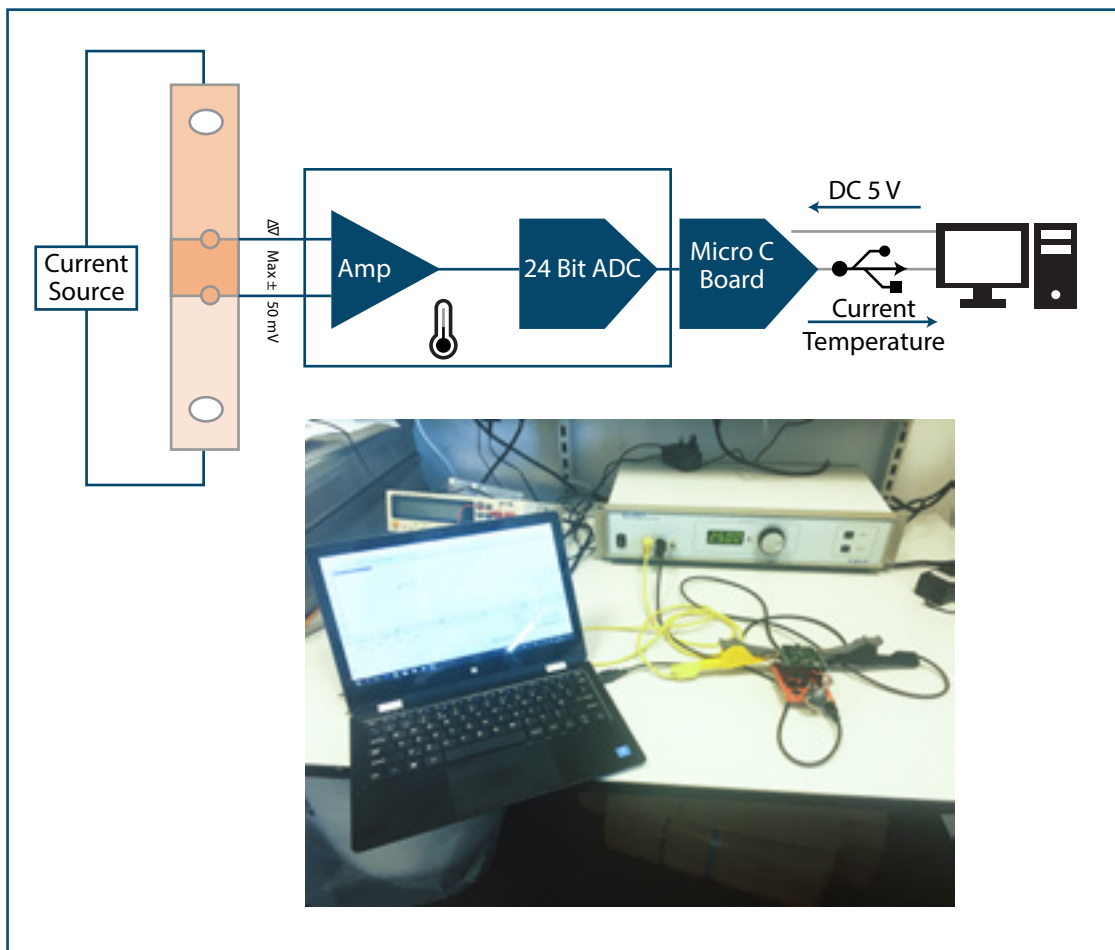 Current
Source
ΔV Max ± 50 mV
Amp
24 Bit ADC
Micro C
Board
DC 5 V
Current
Temperature